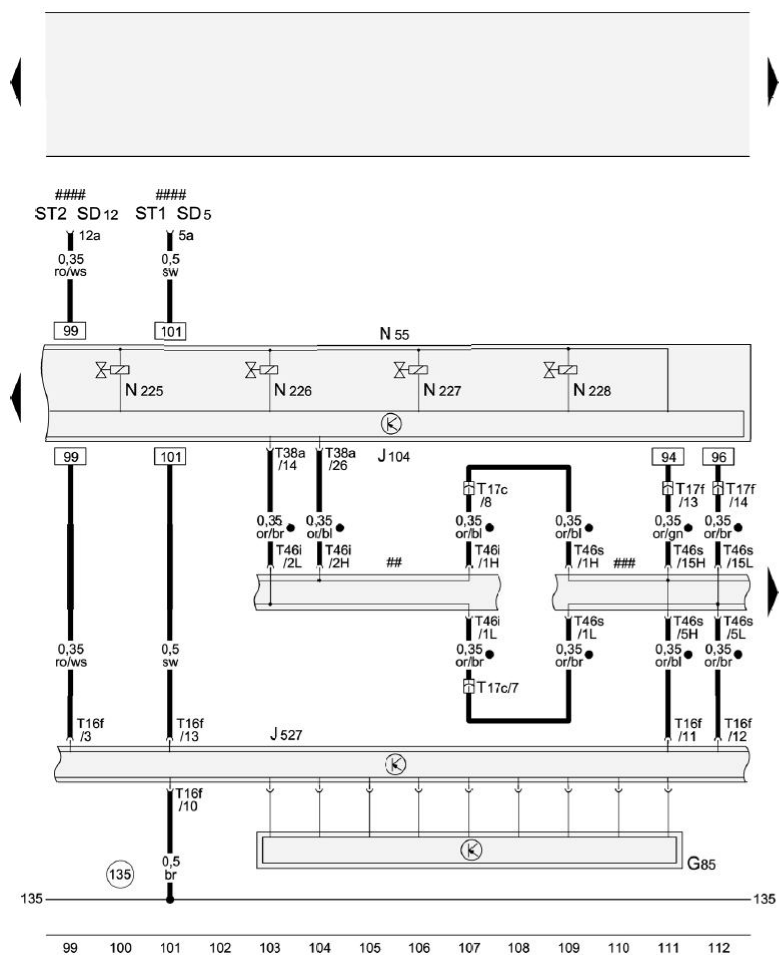 #### ####
ST2 SD 12 ST1 SD 5
12a 5a
0,35 0,5
ro/ws sw
99 101 N 55
N 225 N 226 N 227 N 228
99 101 T38a T38a J 104 94 96
/14 /26
T17c T17f T17f
/8 /13 /14
0,35 0,35 0,35 0,35 0,35 0,35
or/br or/bl or/bl or/bl or/gn or/br
T46i T46i T46i T46s T46s T46s
/2L /2H ## /1H /1H ### /15H /15L
T46i T46s T46s T46s
/1L /1L /5H /5L
0,35 0,5 0,35 0,35 0,35 0,35
ro/ws sw or/br or/br or/bl or/br
T17c/7
T16f T16f J 527 T16f T16f
/3 /13 /11 /12
T16f
/10
135 0,5 G85
br
135 135
99 100 101 102 103 104 105 106 107 108 109 110 111 112